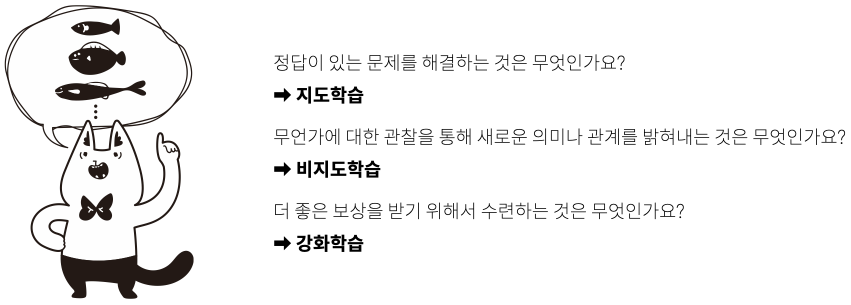 정답이 있는 문제를 해결하는 것은 무엇인가요?
➡ 지도학습
무언가에 대한 관찰을 통해 새로운 의미나 관계를 밝혀내는 것은 무엇인가요?
➡ 비지도학습
더 좋은 보상을 받기 위해서 수련하는 것은 무엇인가요?
➡ 강화학습